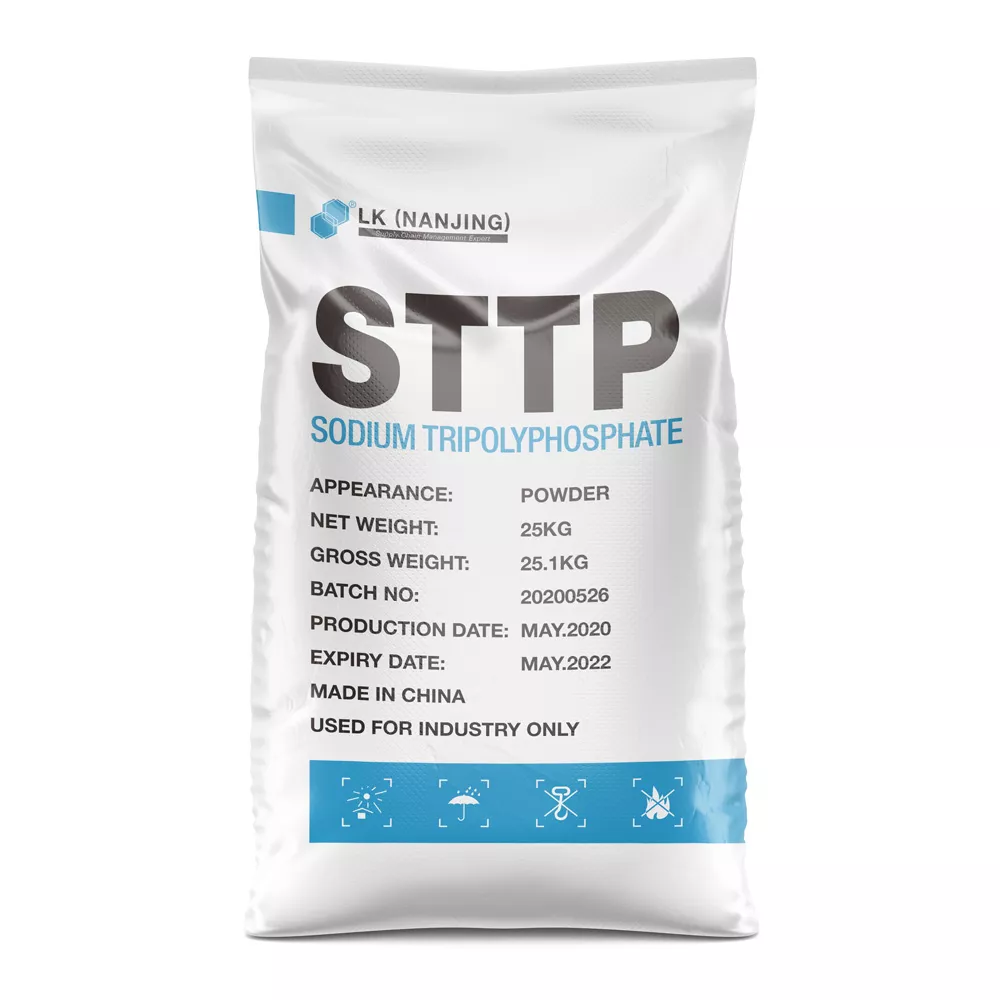 ® LK (NANJING)
Supply Chain Management Expert
STTP
SODIUM TRIPOLYPHOSPHATE
APPEARANCE: POWDER
NET WEIGHT: 25KG
GROSS WEIGHT: 25.1KG
BATCH NO: 20200526
PRODUCTION DATE: MAY.2020
EXPIRY DATE: MAY.2022
MADE IN CHINA
USED FOR INDUSTRY ONLY